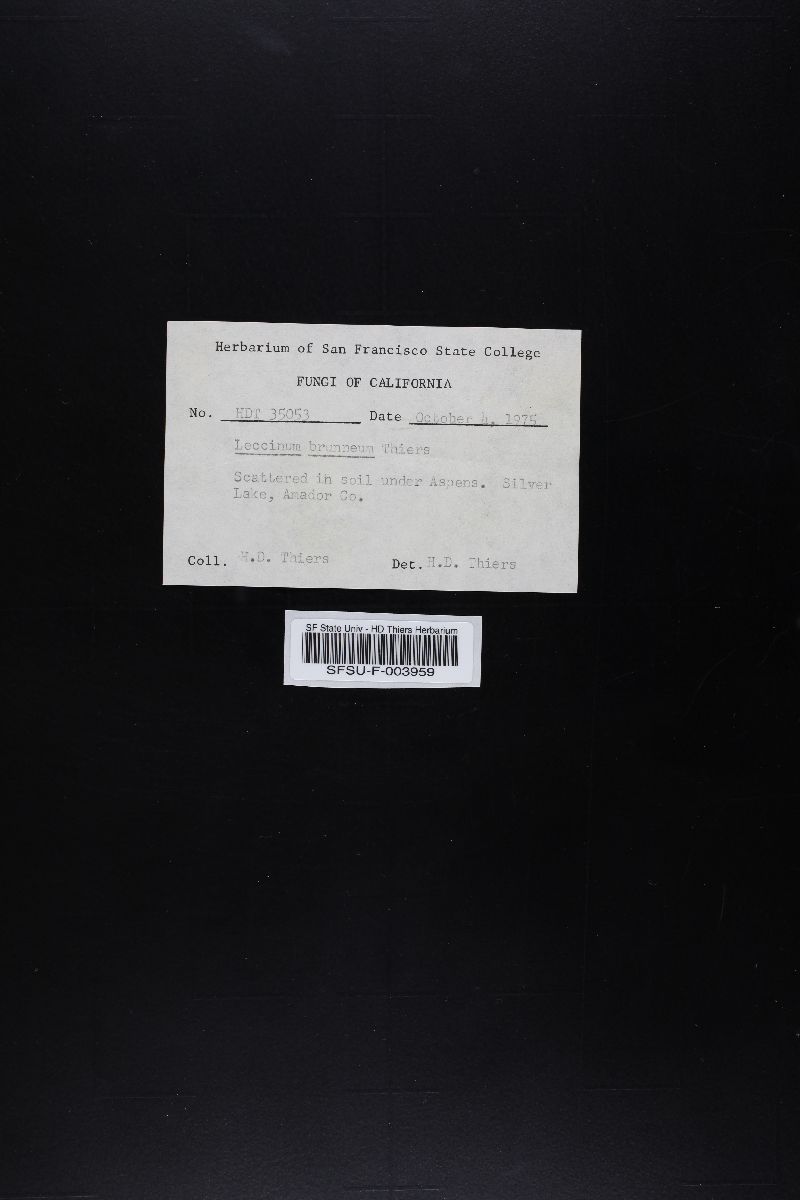 Herbarium of San Francisco State College
FUNGI OF CALIFORNIA
No. HDT 35053 Date October 4, 1975
Leccinum brunneum Thiers
Scattered in soil under Aspens. Silver
Lake, Amador Co.
Coll. H.D. Thiers Det. H.D. Thiers
SF State Univ - HD Thiers Herbarium
SFSU-F-003959